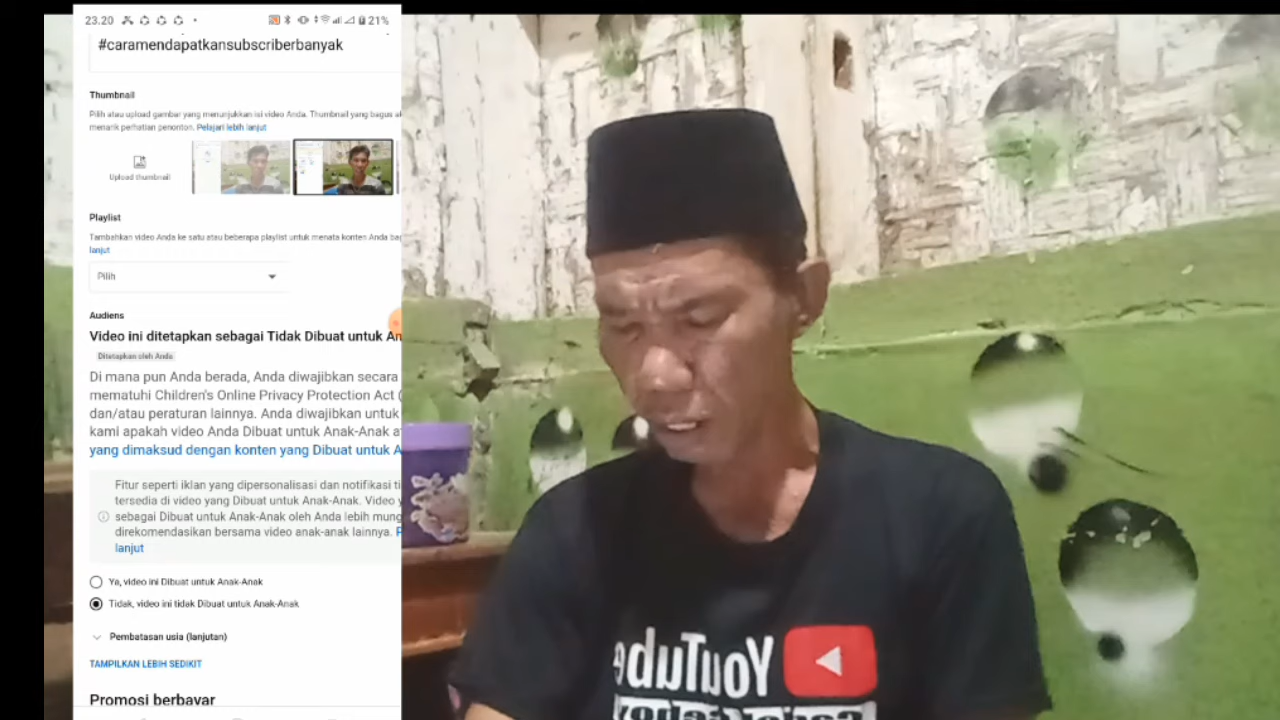 23.20
21%
#caramendapatkansubscriberbanyak
Thumbnail
Pilih atau upload gambar yang menunjukkan isi video Anda. Thumbnail yang bagus
menarik perhatian penonton. Pelajari lebih lanjut
Upload thumbnail
Playlist
Tambahkan video Anda ke satu atau beberapa playlist untuk menata konten Anda
lanjut
Pilih
Audiens
Video ini ditetapkan sebagai Tidak Dibuat untuk
Ditetapkan oleh Anda
Di mana pun Anda berada, Anda diwajibkan secara
mematuhi Children's Online Privacy Protection Act (
dan/atau peraturan lainnya. Anda diwajibkan untuk
kami apakah video Anda Dibuat untuk Anak-Anak
yang dimaksud dengan konten yang Dibuat untuk
Fitur seperti iklan yang dipersonalisasi dan notifikasi
tersedia di video yang Dibuat untuk Anak-Anak. Video
sebagai Dibuat untuk Anak-Anak oleh Anda lebih
direkomendasikan bersama video anak-anak lainnya.
lanjut
Ya, video ini Dibuat untuk Anak-Anak
Tidak, video ini tidak Dibuat untuk Anak-Anak
Pembatasan usia (lanjutan)
TAMPILKAN LEBIH SEDIKIT
Promosi berbayar
YouTube